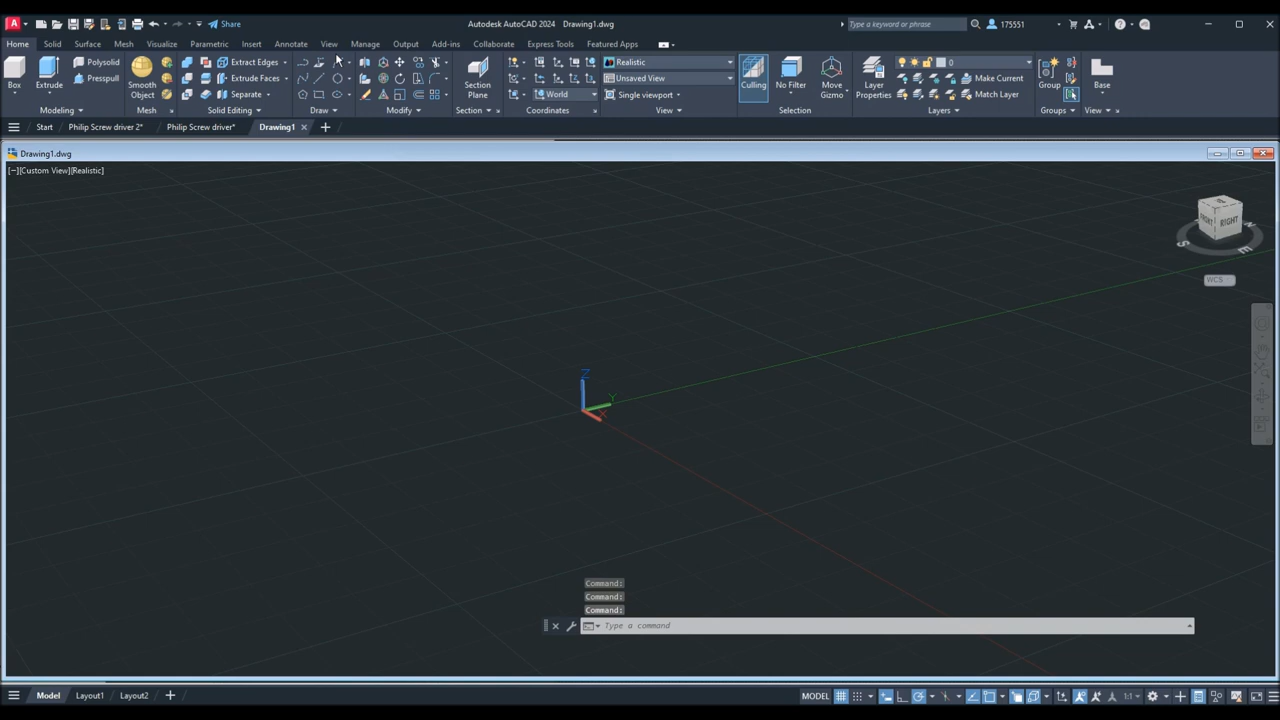 Share
Autodesk AutoCAD 2024 Drawing1.dwg
Type a keyword or phrase
175551
Home Solid Surface Mesh Visualize Parametric Insert Annotate View Manage Output Add-ins Collaborate Express Tools Featured Apps
Box
Extrude
Polysolid
Presspull
Modeling
Smooth
Object
Mesh
Extract Edges
Extrude Faces
Separate
Solid Editing
Draw
Modify
Section
Plane
Section
World
Coordinates
Realistic
Unsaved View
Single viewport
View
Culling
No Filter
Move
Gizmo
Selection
Layer
Properties
0
Make Current
Match Layer
Layers
Group
Groups
Base
View
Start Philip Screw driver 2* Philip Screw driver* Drawing1
Drawing1.dwg
[−][Custom View][Realistic]
RIGHT
S
E
WCS
Z
Y
X
Command:
Command:
Command:
Type a command
Model Layout1 Layout2
MODEL
1:1